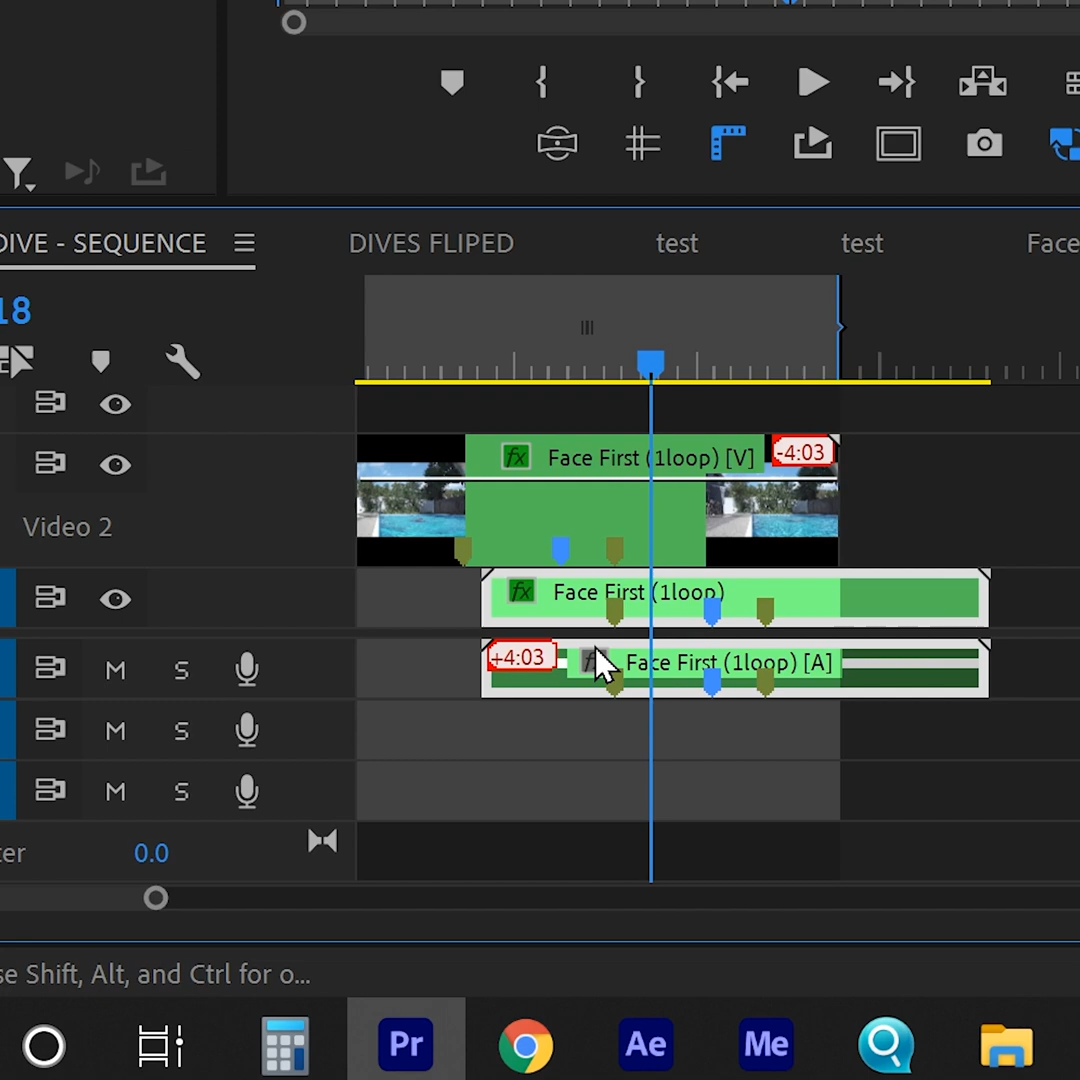 DIVE - SEQUENCE
DIVES FLIPED
test
test
Face
18
Face First (1loop) [V]
-4:03
Video 2
Face First (1loop)
+4:03
Face First (1loop) [A]
M S
M S
M S
ter
0.0
se Shift, Alt, and Ctrl for o...
Pr
Ae
Me